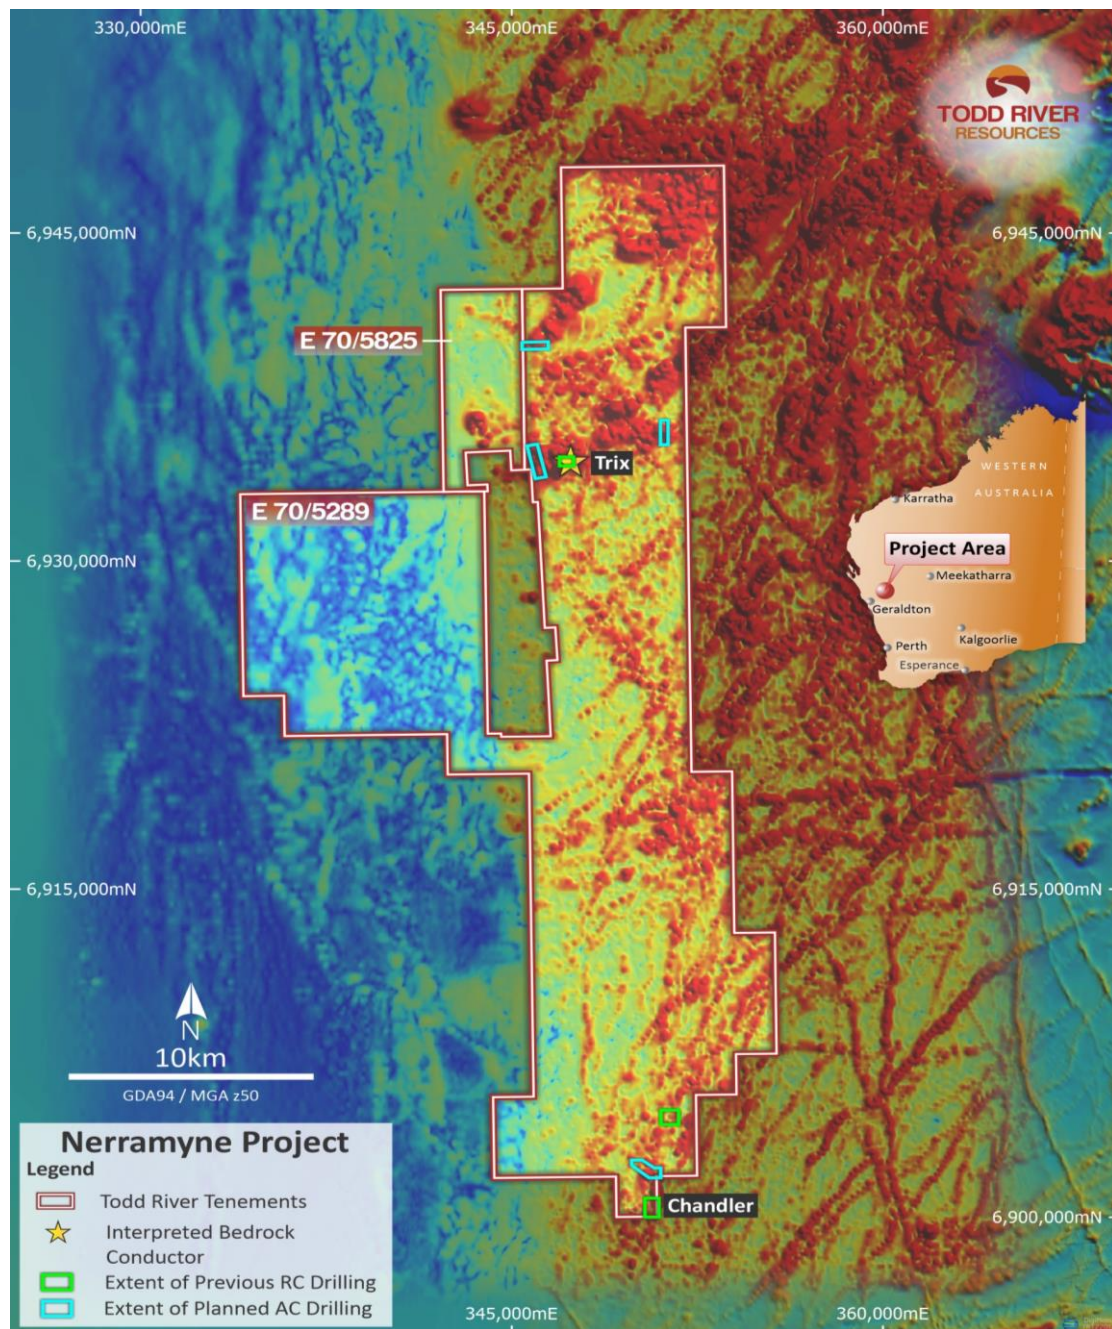 330,000mE
345,000mE
360,000mE
TODD RIVER
RESOURCES
6,945,000mN
6,945,000mN
E 70/5825
Trix
WESTERN
AUSTRALIA
Karratha
E 70/5289
Project Area
6,930,000mN
Meekatharra
Geraldton
Kalgoorlie
Perth
Esperance
6,915,000mN
6,915,000mN
N
10km
GDA94 / MGA z50
Nerramyne Project
Legend
Todd River Tenements
Interpreted Bedrock
Conductor
Extent of Previous RC Drilling
Extent of Planned AC Drilling
Chandler
6,900,000mN
345,000mE
360,000mE